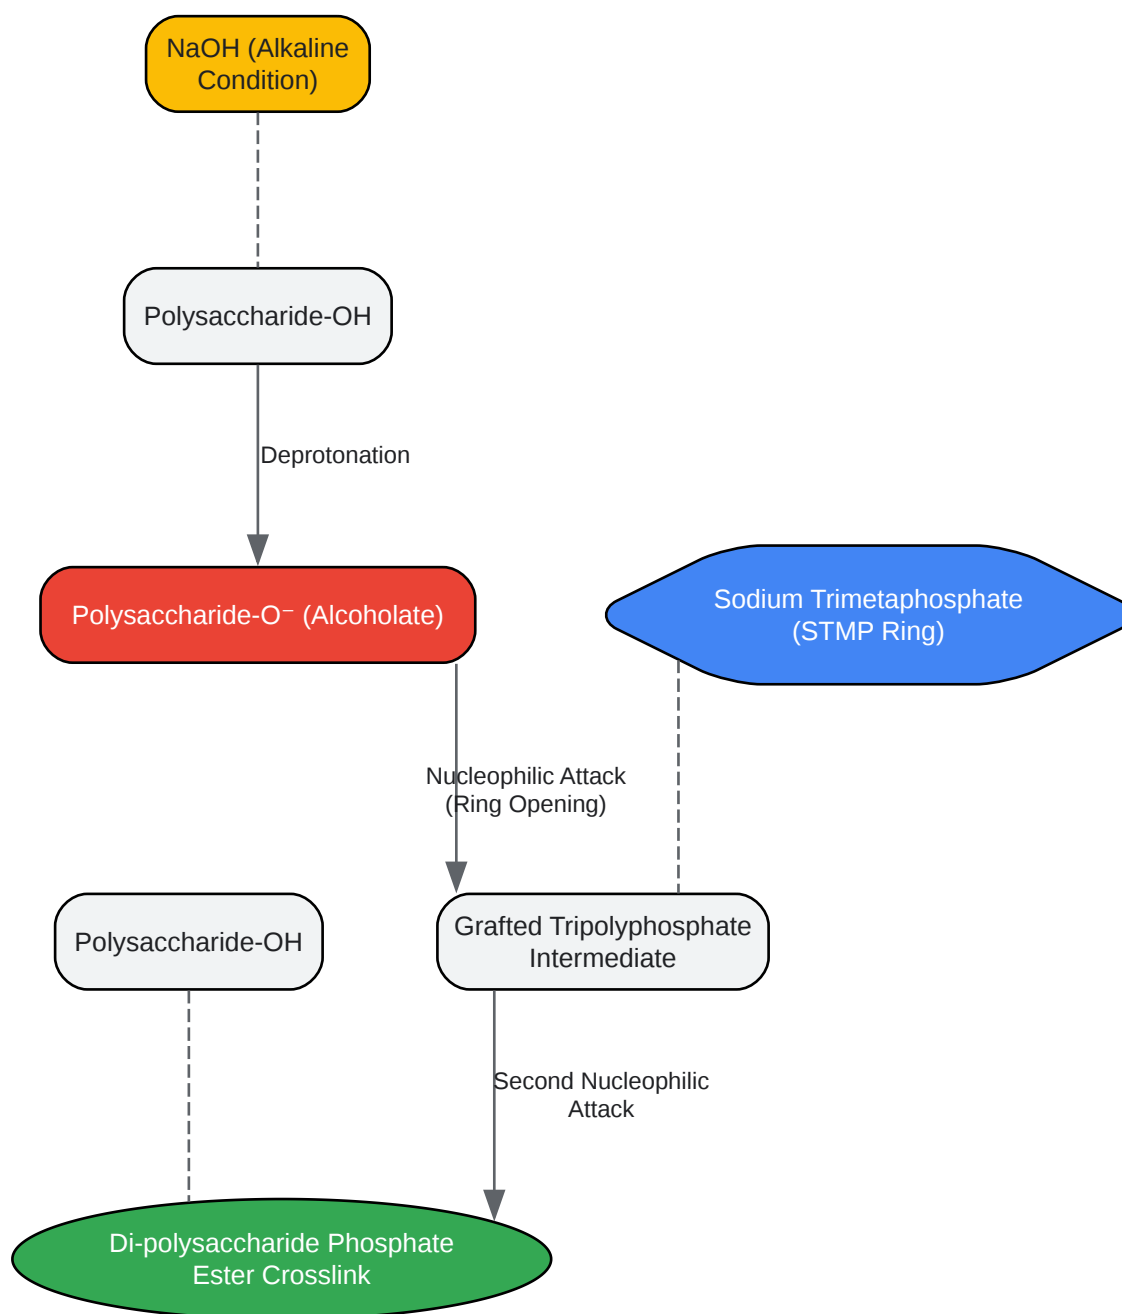 NaOH (Alkaline
Condition)
Polysaccharide-OH
Deprotonation
Polysaccharide-O⁻ (Alcoholate)
Sodium Trimetaphosphate
(STMP Ring)
Nucleophilic Attack
(Ring Opening)
Polysaccharide-OH
Grafted Tripolyphosphate
Intermediate
Second Nucleophilic
Attack
Di-polysaccharide Phosphate
Ester Crosslink